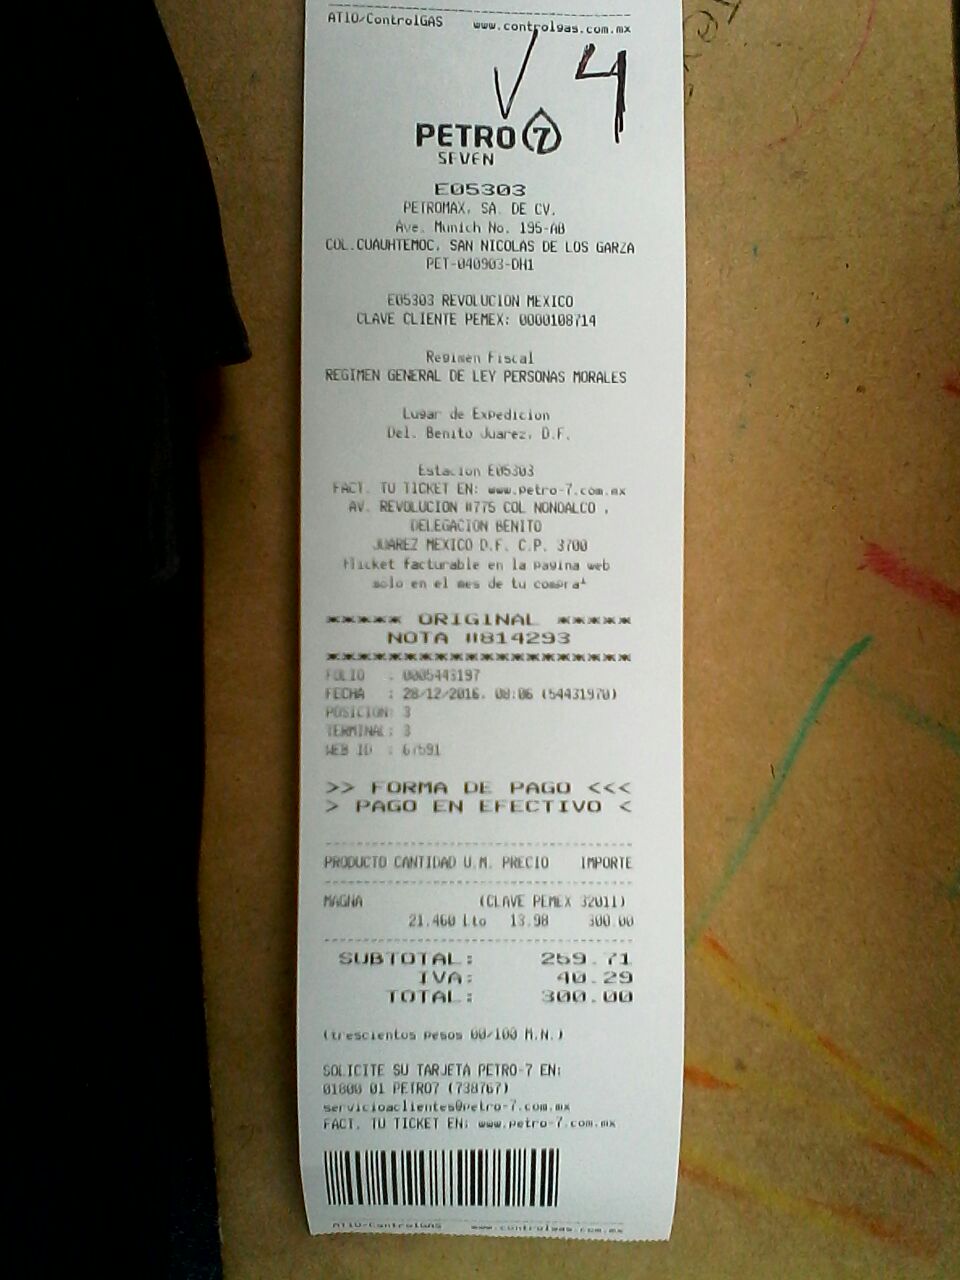 AT10/ControlGAS www.controlgas.com.mx
√ 4
PETRO 7
SEVEN
E05303
PETROMAX, SA. DE CV.
Ave. Munich No. 195-AB
COL.CUAUHTEMOC, SAN NICOLAS DE LOS GARZA
PET-040903-DH1
E05303 REVOLUCION MEXICO
CLAVE CLIENTE PEMEX: 0000108714
Regimen Fiscal
REGIMEN GENERAL DE LEY PERSONAS MORALES
Lugar de Expedicion
Del. Benito Juarez, D.F.
Estacion E05303
FACT. TU TICKET EN: www.petro-7.com.mx
AV. REVOLUCION #775 COL NONOALCO ,
DELEGACION BENITO
JUAREZ MEXICO D.F. C.P. 3700
facturable en la pagina web
solo en el mes de tu compra*
***** ORIGINAL *****
NOTA #814293
********************
FOLIO : 0005443197
FECHA : 28/12/2016, 08:06 (54431970)
POSICION: 3
TERMINAL: 3
WEB ID : 67591
>> FORMA DE PAGO <<<
> PAGO EN EFECTIVO <
PRODUCTO CANTIDAD U.M. PRECIO IMPORTE
MAGNA (CLAVE PEMEX 32011)
21.460 Lto 13.98 300.00
SUBTOTAL: 259.71
IVA: 40.29
TOTAL: 300.00
(trescientos pesos 00/100 M.N.)
SOLICITE SU TARJETA PETRO-7 EN:
01800 01 PETRO7 (738767)
servicioaclientes@petro-7.com.mx
FACT. TU TICKET EN: www.petro-7.com.mx
AT10/ControlGAS www.controlgas.com.mx